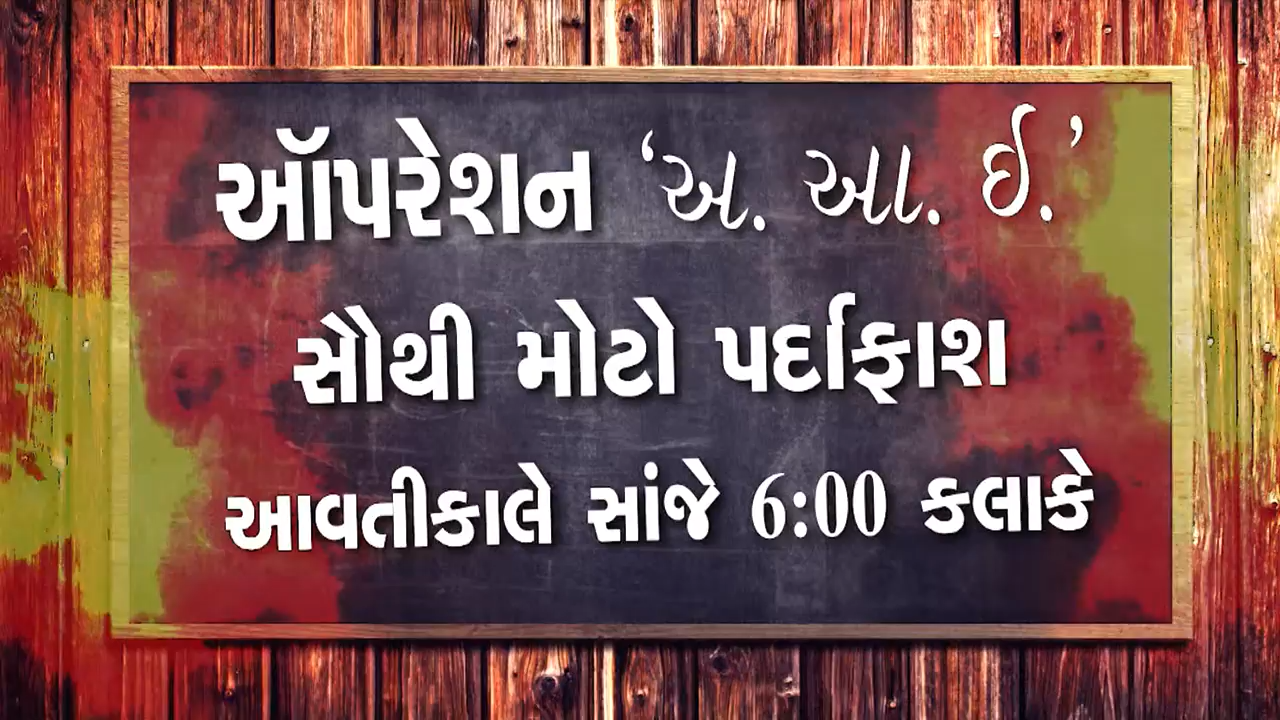 ઑપરેશન ‘અ. આ. ઈ.’
સૌથી મોટો પર્દાફાશ
આવતીકાલે સાંજે 6:00 કલાકે